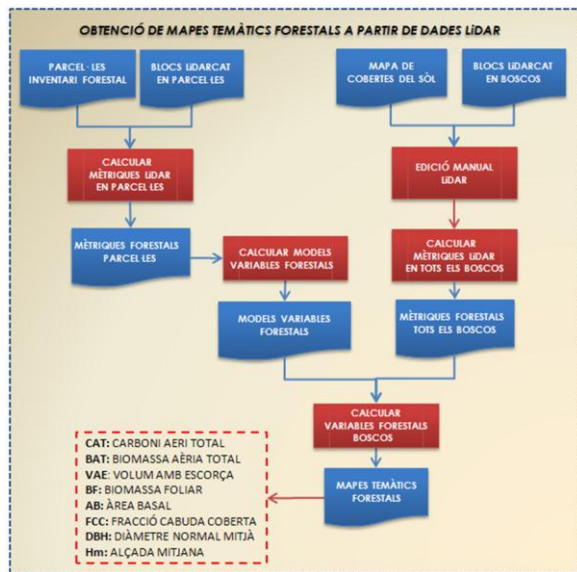 OBTENCIÓ DE MAPES TEMÀTICS FORESTALS A PARTIR DE DADES LiDAR
PARCEL·LES
INVENTARI FORESTAL
BLOCS LiDARCAT
EN PARCEL·LES
MAPA DE
COBERTES DEL SÒL
BLOCS LiDARCAT
EN BOSCOS
CALCULAR
MÈTRIQUES LiDAR
EN PARCEL·LES
EDICIÓ MANUAL
LiDAR
MÈTRIQUES FORESTALS
PARCEL·LES
CALCULAR MODELS
VARIABLES FORESTALS
CALCULAR
MÈTRIQUES LiDAR
EN TOTS ELS BOSCOS
MODELS VARIABLES
FORESTALS
MÈTRIQUES FORESTALS
TOTS ELS BOSCOS
CALCULAR
VARIABLES FORESTALS
BOSCOS
MAPES TEMÀTICS
FORESTALS
CAT: CARBONI AERI TOTAL
BAT: BIOMASSA AÈRIA TOTAL
VAE: VOLUM AMB ESCORÇA
BF: BIOMASSA FOLIAR
AB: ÀREA BASAL
FCC: FRACCIÓ CABUDA COBERTA
DBH: DIÀMETRE NORMAL MITJÀ
Hm: ALÇADA MITJANA